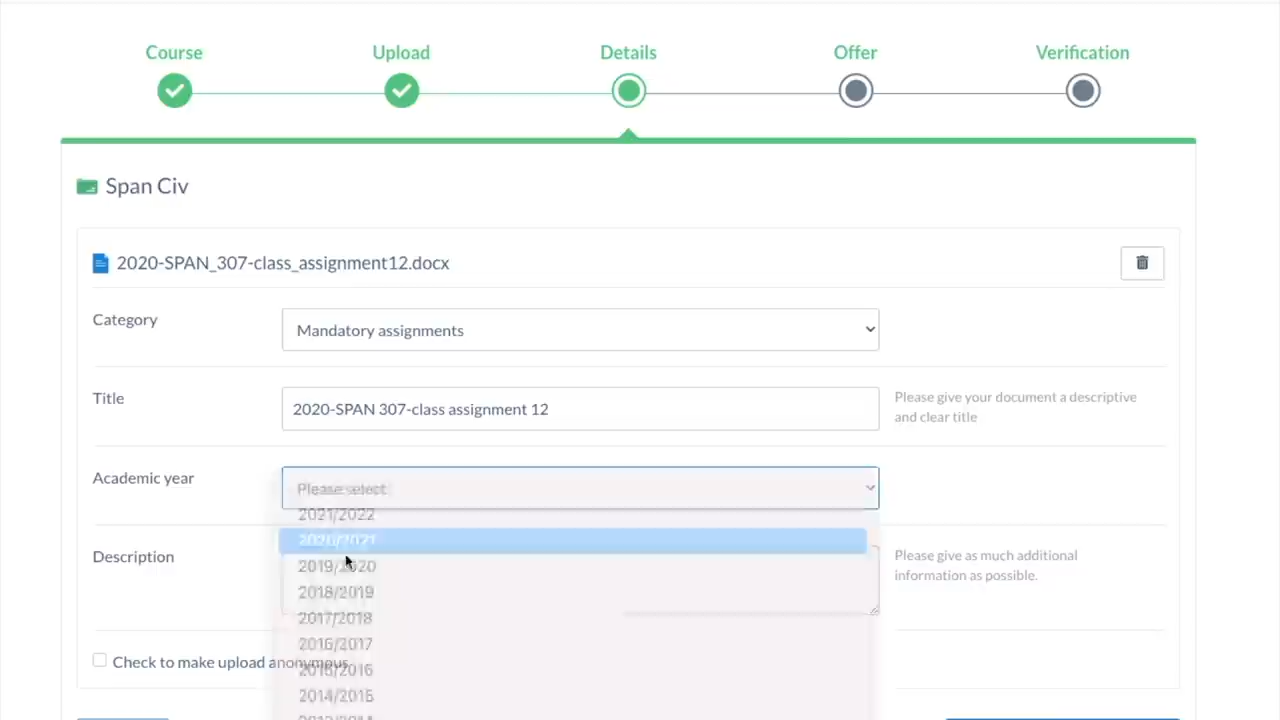 Course Upload Details Offer Verification
Span Civ
2020-SPAN_307-class_assignment12.docx
Category
Mandatory assignments
Title
2020-SPAN 307-class assignment 12
Please give your document a descriptive
and clear title
Academic year
Please select
2021/2022
2020/2021
2019/2020
2018/2019
2017/2018
2016/2017
2015/2016
2014/2015
Description
Please give as much additional
information as possible.
Check to make upload anonymous